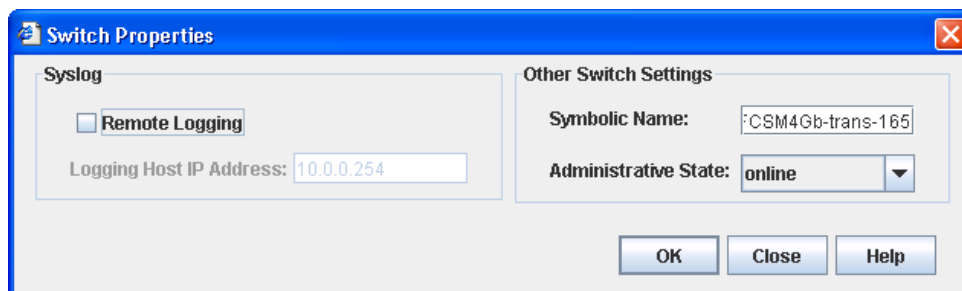 Switch Properties
Syslog
Remote Logging
Logging Host IP Address: 10.0.0.254
Other Switch Settings
Symbolic Name: CSM4Gb-trans-165
Administrative State: online
OK Close Help